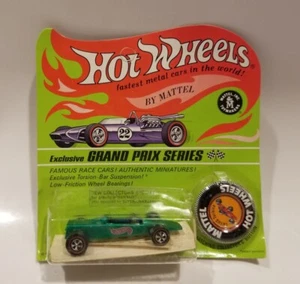 Hot Wheels
fastest metal cars in the world!
BY MATTEL
22
Exclusive GRAND PRIX SERIES
FAMOUS RACE CARS! AUTHENTIC MINIATURES!
Exclusive Torsion-Bar Suspension!
Low-Friction Wheel Bearings!
MATTEL
HOT WHEELS